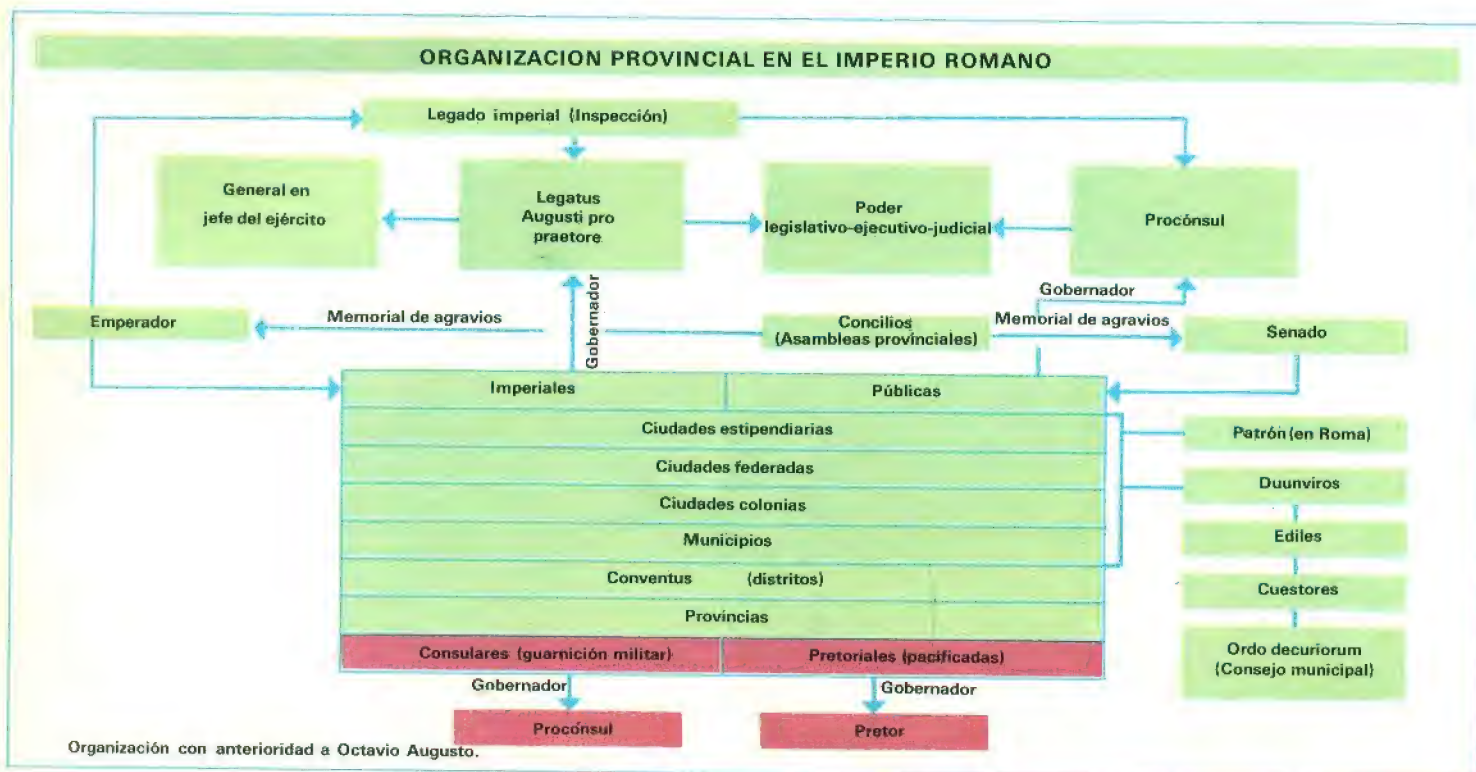 ORGANIZACION PROVINCIAL EN EL IMPERIO ROMANO
Legado imperial (Inspección)
General en
jefe del ejército
Legatus
Augusti pro
praetore
Poder
legislativo-ejecutivo-judicial
Procónsul
Gobernador
Gobernador
Emperador
Memorial de agravios
Concilios
(Asambleas provinciales)
Memorial de agravios
Senado
Imperiales
Públicas
Ciudades estipendiarias
Patrón (en Roma)
Ciudades federadas
Duunviros
Ciudades colonias
Municipios
Ediles
Conventus (distritos)
Cuestores
Provincias
Consulares (guarnición militar)
Pretoriales (pacificadas)
Ordo decuriorum
(Consejo municipal)
Gobernador
Gobernador
Procónsul
Pretor
Organización con anterioridad a Octavio Augusto.